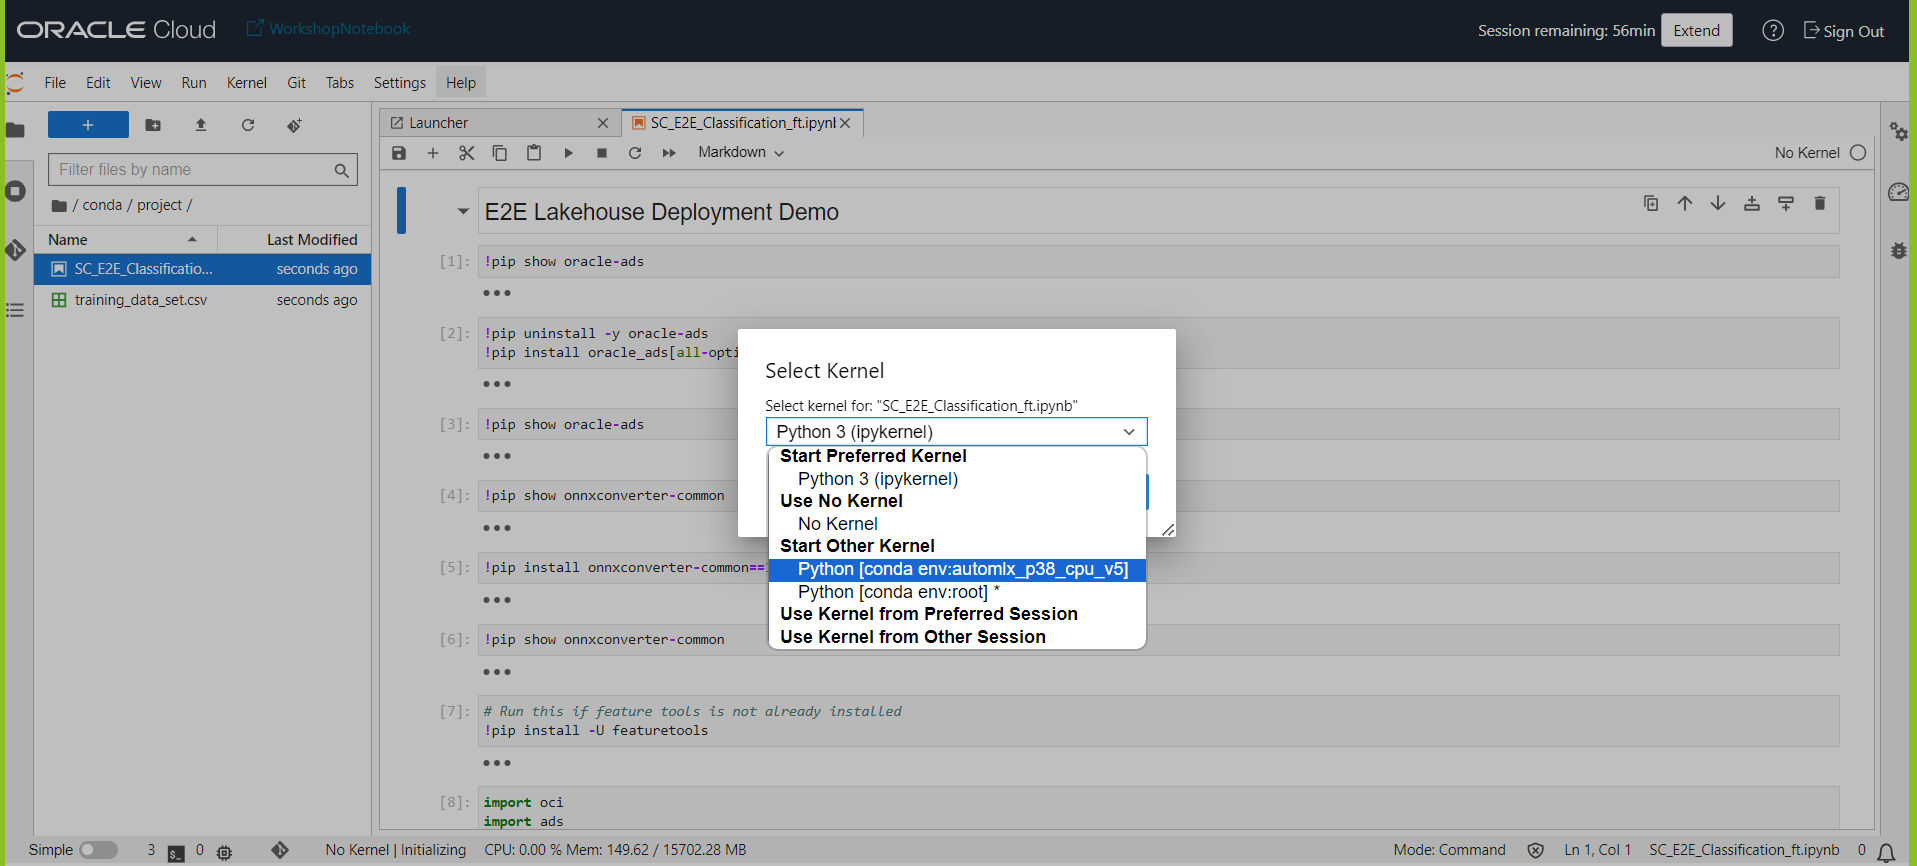 ORACLE Cloud
WorkshopNotebook
Session remaining: 56min
Extend
Sign Out
File Edit View Run Kernel Git Tabs Settings Help
Filter files by name
/ conda / project /
Name Last Modified
SC_E2E_Classificatio... seconds ago
training_data_set.csv seconds ago
Launcher
SC_E2E_Classification_ft.ipynb
Markdown
No Kernel
E2E Lakehouse Deployment Demo
[1]: !pip show oracle-ads
[2]: !pip uninstall -y oracle-ads
!pip install oracle_ads[all-opti
[3]: !pip show oracle-ads
[4]: !pip show onnxconverter-common
[5]: !pip install onnxconverter-common==
[6]: !pip show onnxconverter-common
[7]: # Run this if feature tools is not already installed
!pip install -U featuretools
[8]: import oci
import ads
Select Kernel
Select kernel for: "SC_E2E_Classification_ft.ipynb"
Python 3 (ipykernel)
Start Preferred Kernel
Python 3 (ipykernel)
Use No Kernel
No Kernel
Start Other Kernel
Python [conda env:automlx_p38_cpu_v5]
Python [conda env:root] *
Use Kernel from Preferred Session
Use Kernel from Other Session
Simple 3 $_ 0 No Kernel | Initializing CPU: 0.00 % Mem: 149.62 / 15702.28 MB Mode: Command Ln 1, Col 1 SC_E2E_Classification_ft.ipynb 0